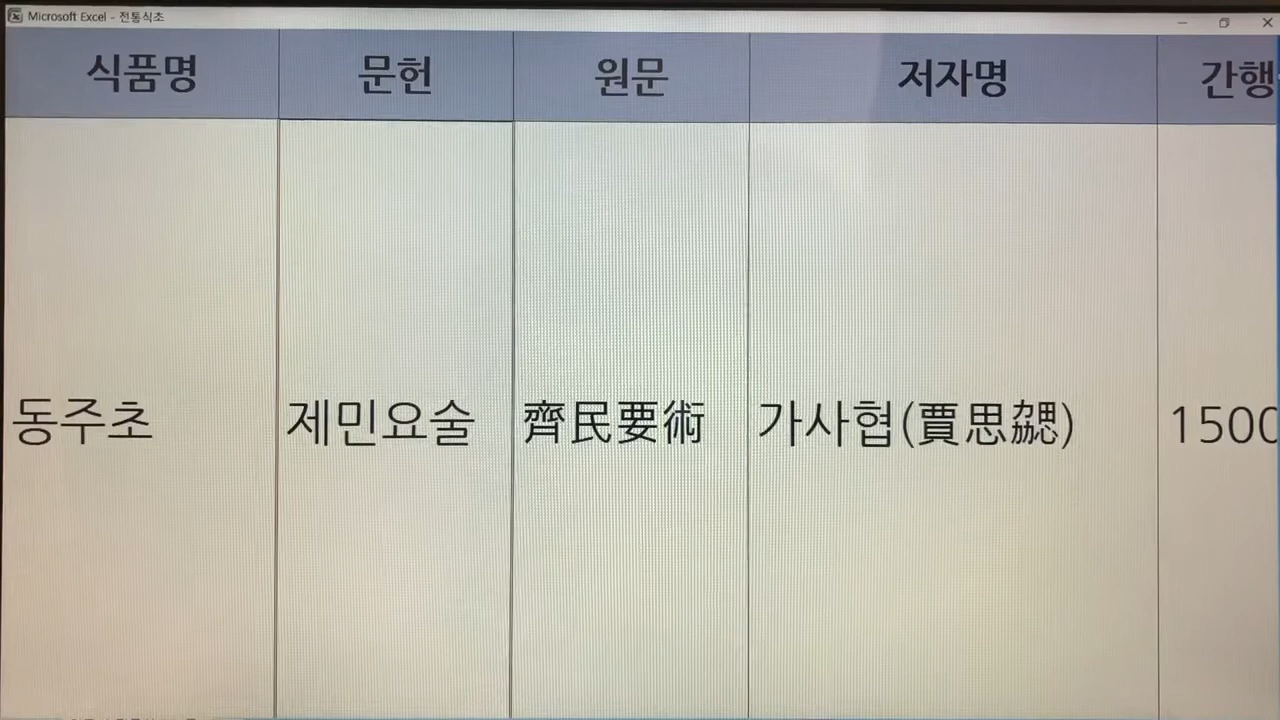 Microsoft Excel - 전통식초
식품명 문헌 원문 저자명 간행
동주초 제민요술 齊民要術 가사협(賈思勰) 1500